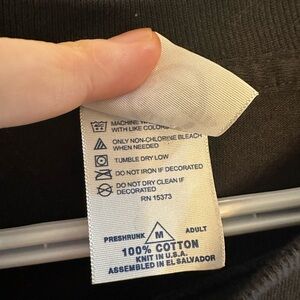 MACHINE
WITH LIKE COLORS
ONLY NON-CHLORINE BLEACH
WHEN NEEDED
TUMBLE DRY LOW
DO NOT IRON IF DECORATED
DO NOT DRY CLEAN IF
DECORATED
RN 15373
PRESHRUNK M ADULT
100% COTTON
KNIT IN U.S.A.
ASSEMBLED IN EL SALVADOR